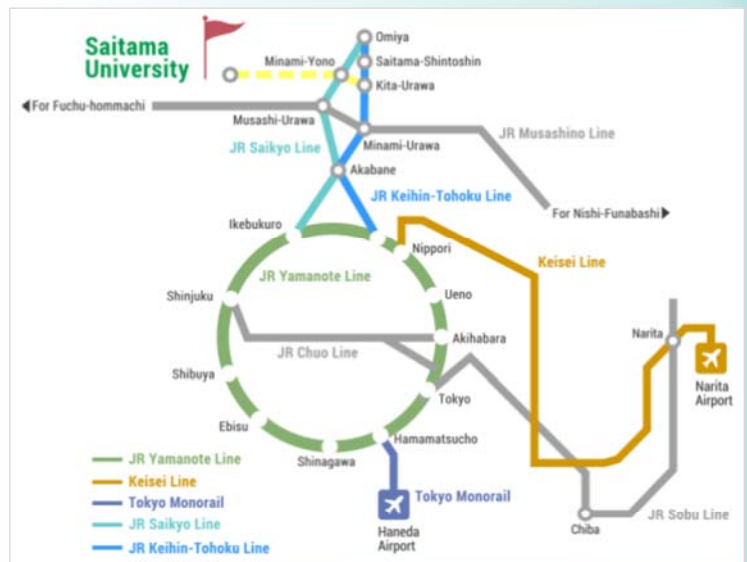 Saitama
University
Omiya
Minami-Yono
Saitama-Shintoshin
Kita-Urawa
◀For Fuchu-hommachi
Musashi-Urawa
JR Musashino Line
Minami-Urawa
JR Saikyo Line
Akabane
JR Keihin-Tohoku Line
For Nishi-Funabashi▶
Ikebukuro
Nippori
Keisei Line
JR Yamanote Line
Shinjuku
Ueno
Akihabara
Narita
JR Chuo Line
Shibuya
Tokyo
Narita
Airport
Ebisu
Hamamatsucho
Shinagawa
JR Yamanote Line
Keisei Line
Tokyo Monorail
JR Saikyo Line
JR Keihin-Tohoku Line
Tokyo Monorail
Haneda
Airport
Chiba
JR Sobu Line